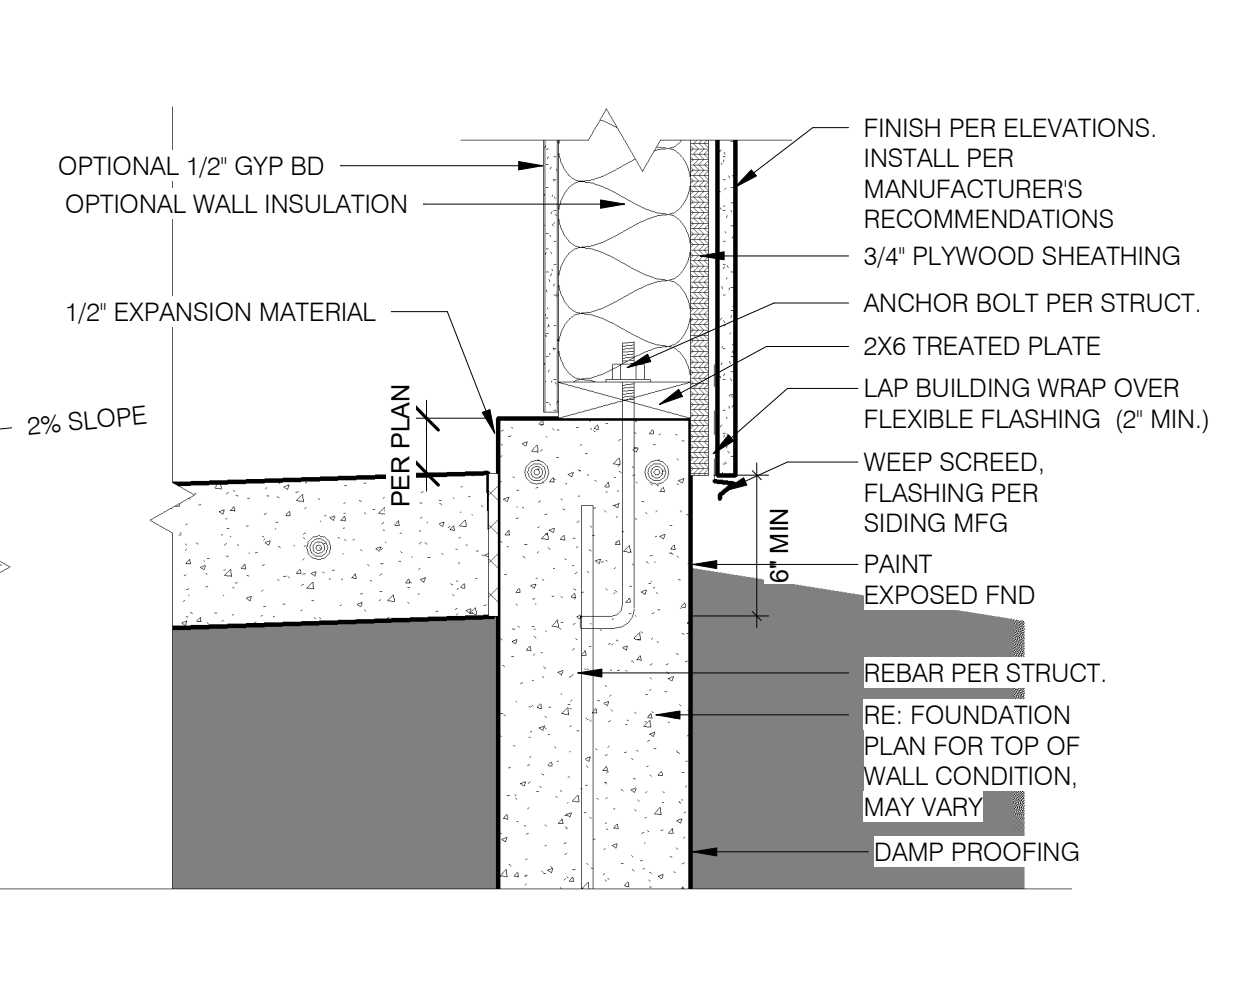 OPTIONAL 1/2" GYP BD
OPTIONAL WALL INSULATION
1/2" EXPANSION MATERIAL
2% SLOPE
PER PLAN
FINISH PER ELEVATIONS.
INSTALL PER
MANUFACTURER'S
RECOMMENDATIONS
3/4" PLYWOOD SHEATHING
ANCHOR BOLT PER STRUCT.
2X6 TREATED PLATE
LAP BUILDING WRAP OVER
FLEXIBLE FLASHING (2" MIN.)
WEEP SCREED,
FLASHING PER
SIDING MFG
6" MIN
PAINT
EXPOSED FND
REBAR PER STRUCT.
RE: FOUNDATION
PLAN FOR TOP OF
WALL CONDITION,
MAY VARY
DAMP PROOFING